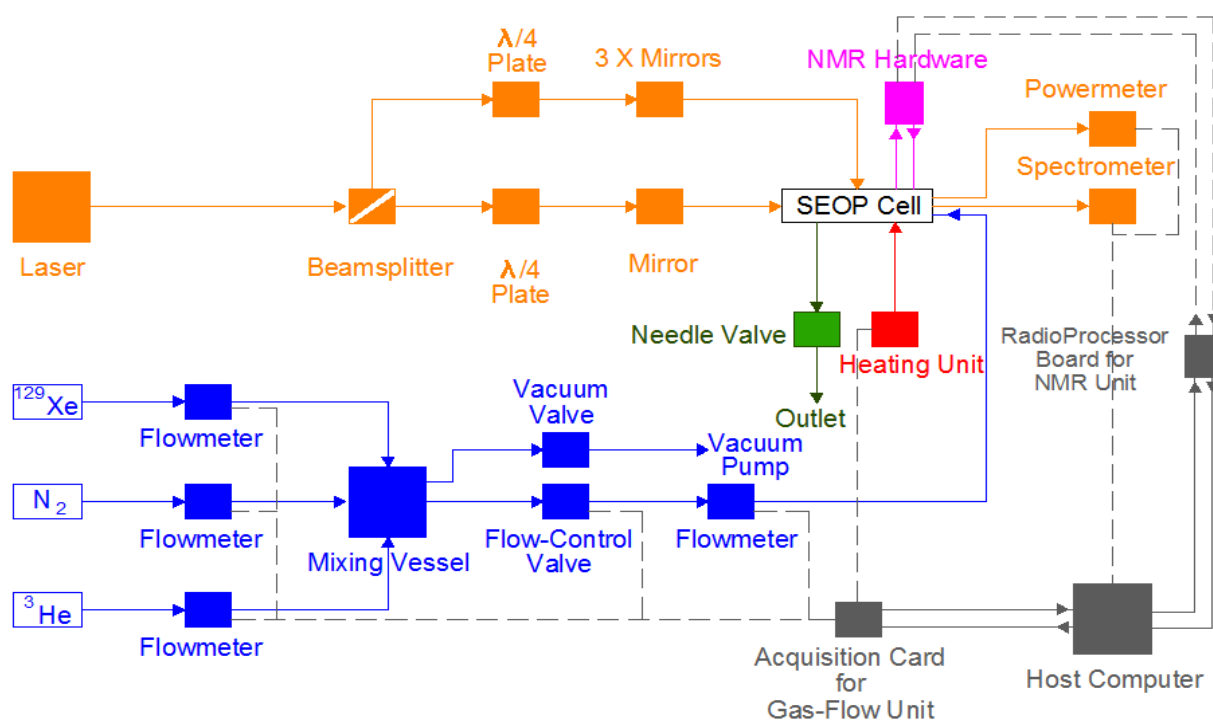 λ/4
Plate
3 X Mirrors
NMR Hardware
Powermeter
Spectrometer
SEOP Cell
Laser
Beamsplitter
λ/4
Plate
Mirror
Needle Valve
Heating Unit
RadioProcessor
Board for
NMR Unit
Outlet
¹²⁹Xe
Flowmeter
Vacuum
Valve
Vacuum
Pump
N₂
Flowmeter
Mixing Vessel
Flow-Control
Valve
Flowmeter
³He
Flowmeter
Acquisition Card
for
Gas-Flow Unit
Host Computer